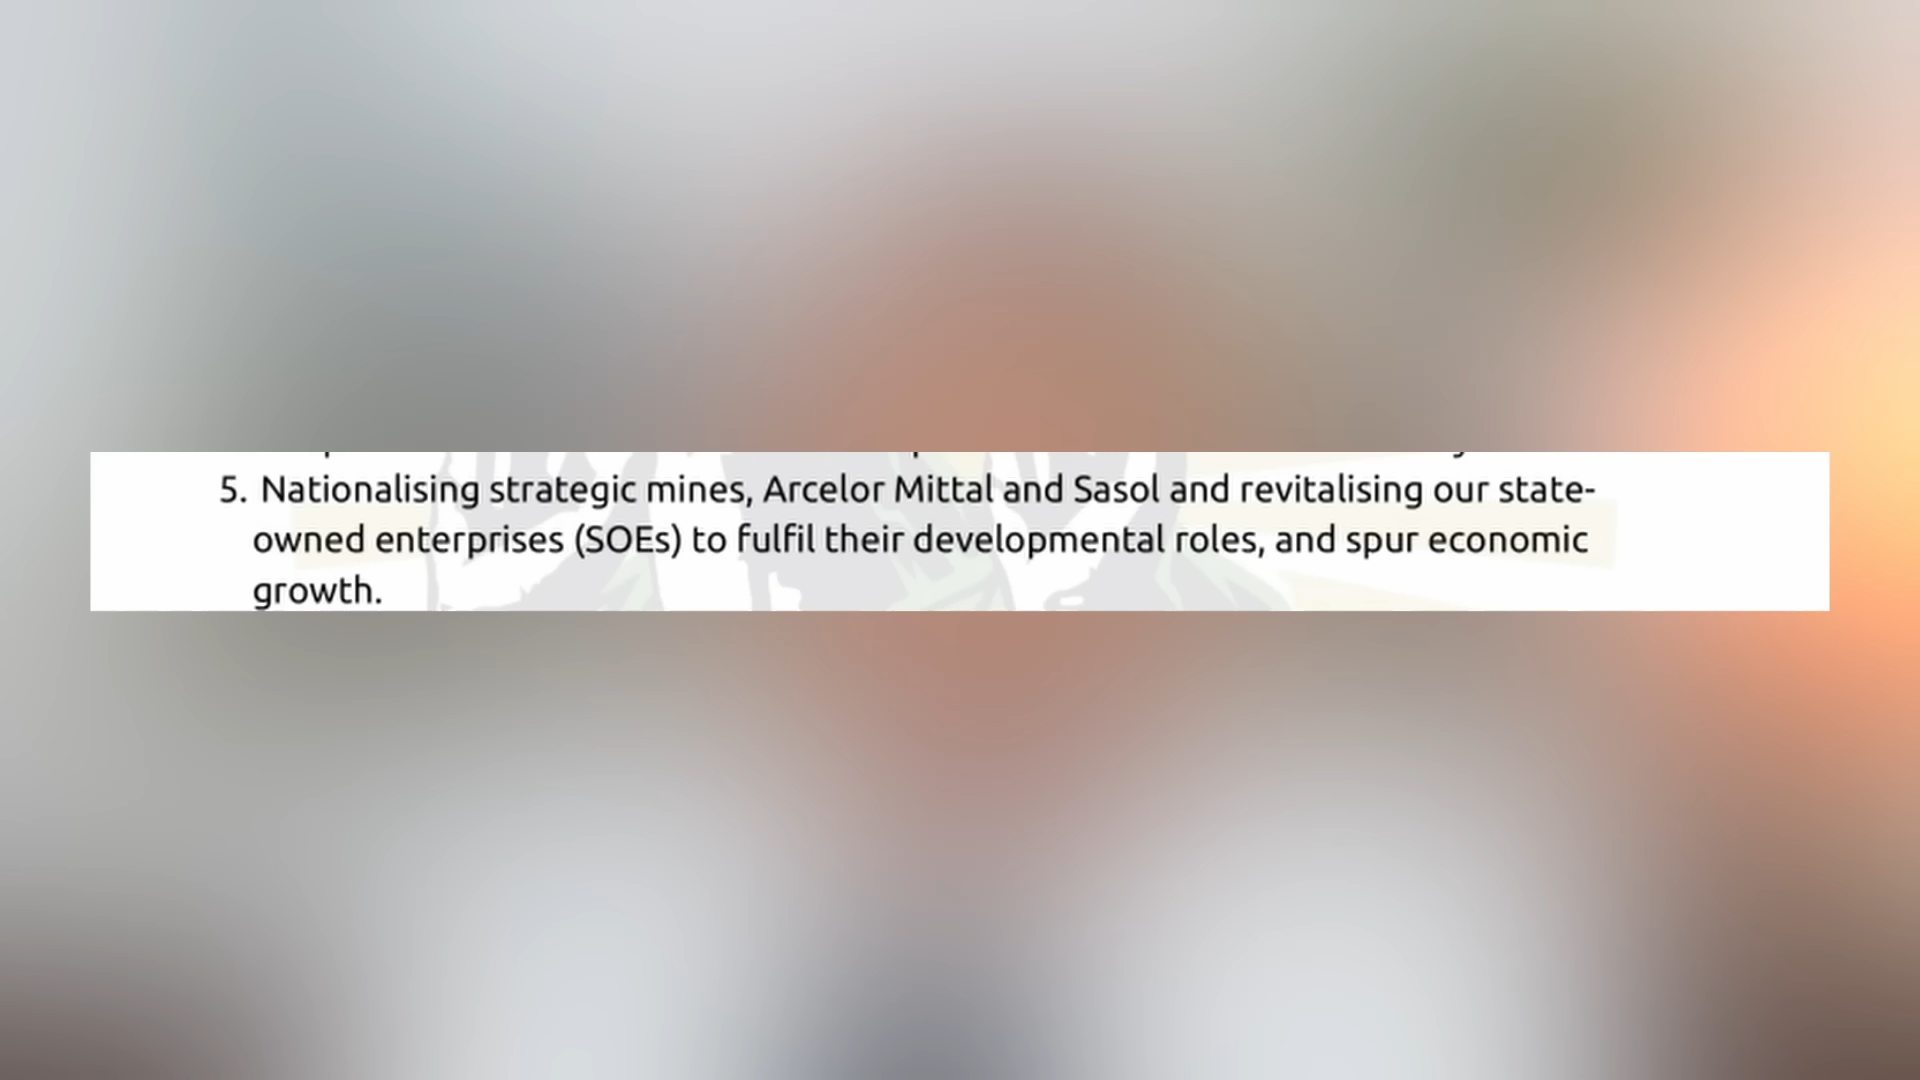 5. Nationalising strategic mines, Arcelor Mittal and Sasol and revitalising our state-
owned enterprises (SOEs) to fulfil their developmental roles, and spur economic
growth.